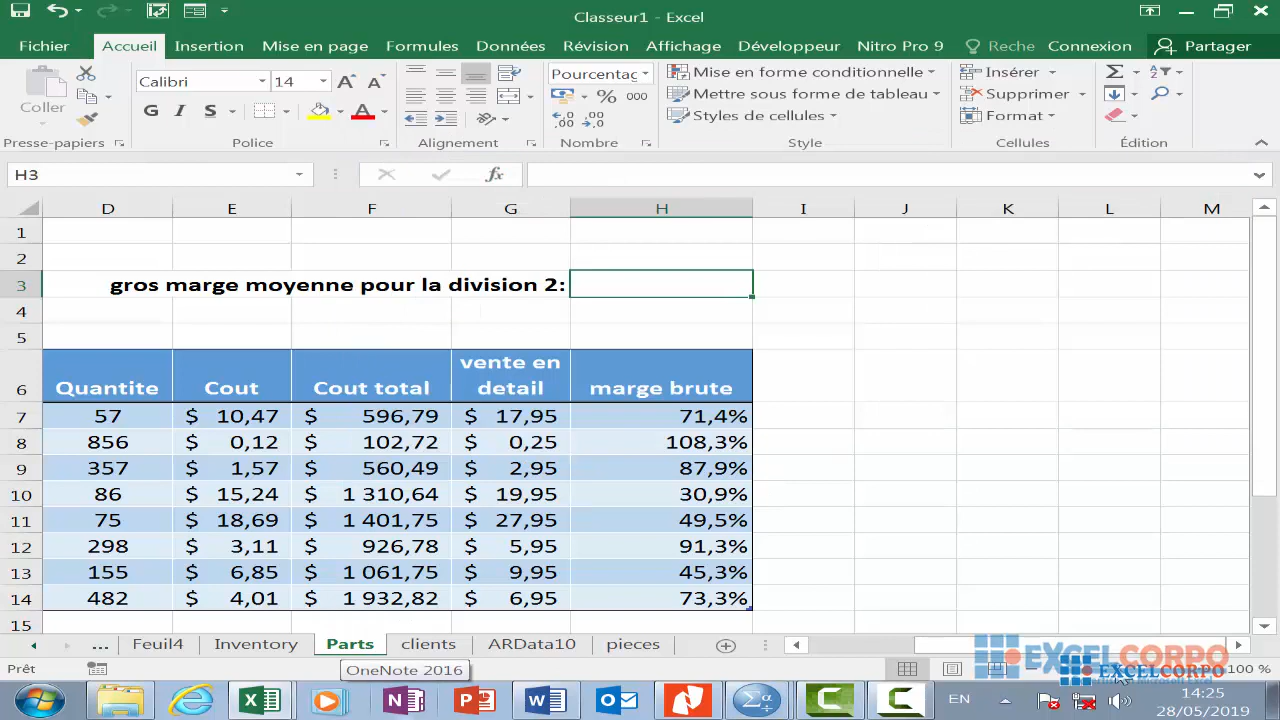 Classeur1 - Excel
Fichier Accueil Insertion Mise en page Formules Données Révision Affichage Développeur Nitro Pro 9 Reche Connexion Partager
Coller
Calibri 14
G I S
Pourcentag
% 000
Mise en forme conditionnelle
Mettre sous forme de tableau
Styles de cellules
Insérer
Supprimer
Format
Presse-papiers Police Alignement Nombre Style Cellules Édition
H3 fx
D E F G H I J K L M
1
2
3 gros marge moyenne pour la division 2:
4
5
6 Quantite Cout Cout total vente en detail marge brute
7 57 $ 10,47 $ 596,79 $ 17,95 71,4%
8 856 $ 0,12 $ 102,72 $ 0,25 108,3%
9 357 $ 1,57 $ 560,49 $ 2,95 87,9%
10 86 $ 15,24 $ 1 310,64 $ 19,95 30,9%
11 75 $ 18,69 $ 1 401,75 $ 27,95 49,5%
12 298 $ 3,11 $ 926,78 $ 5,95 91,3%
13 155 $ 6,85 $ 1 061,75 $ 9,95 45,3%
14 482 $ 4,01 $ 1 932,82 $ 6,95 73,3%
15
... Feuil4 Inventory Parts clients ARData10 pieces
Prêt
OneNote 2016
EXCELCORPO
EXCELCORPO
100 %
EN
14:25
28/05/2019